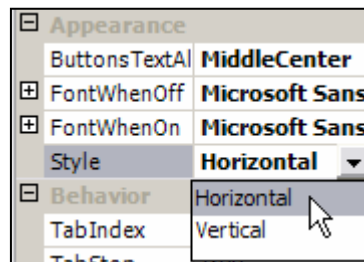 Appearance
ButtonsTextAl MiddleCenter
FontWhenOff Microsoft Sans
FontWhenOn Microsoft Sans
Style Horizontal
Behavior Horizontal
TabIndex Vertical